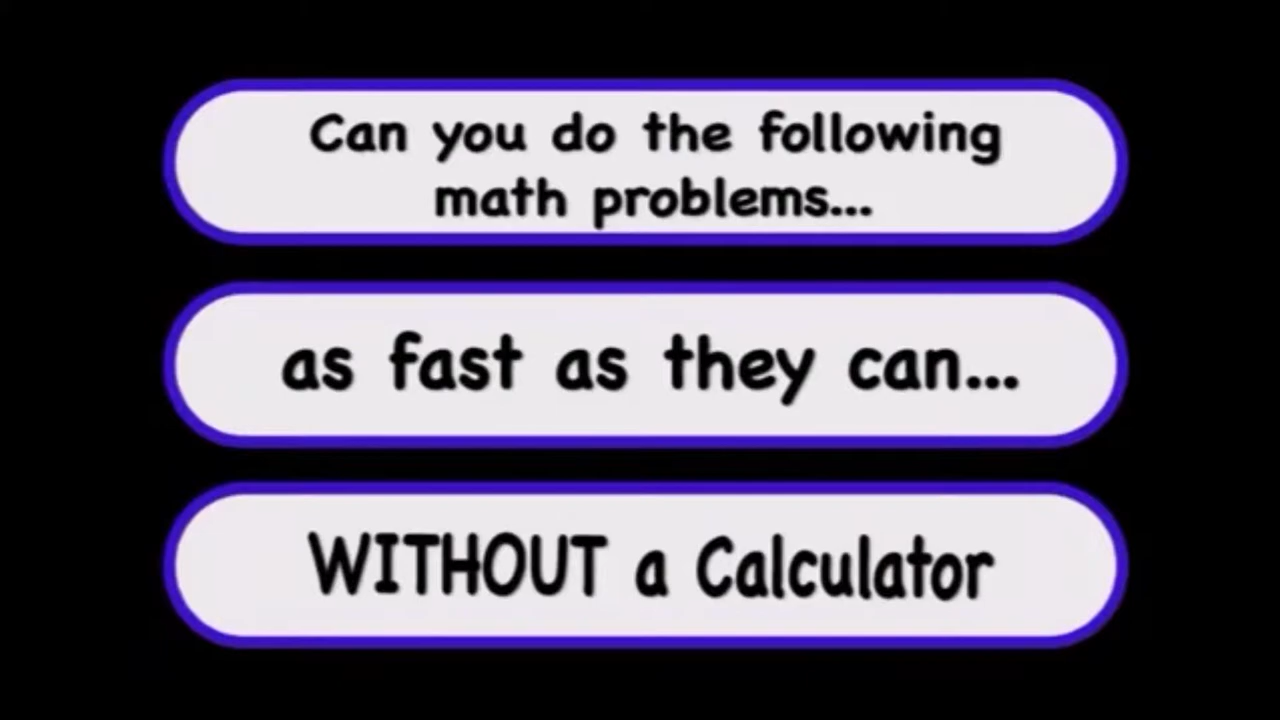 Can you do the following
math problems...
as fast as they can...
WITHOUT a Calculator